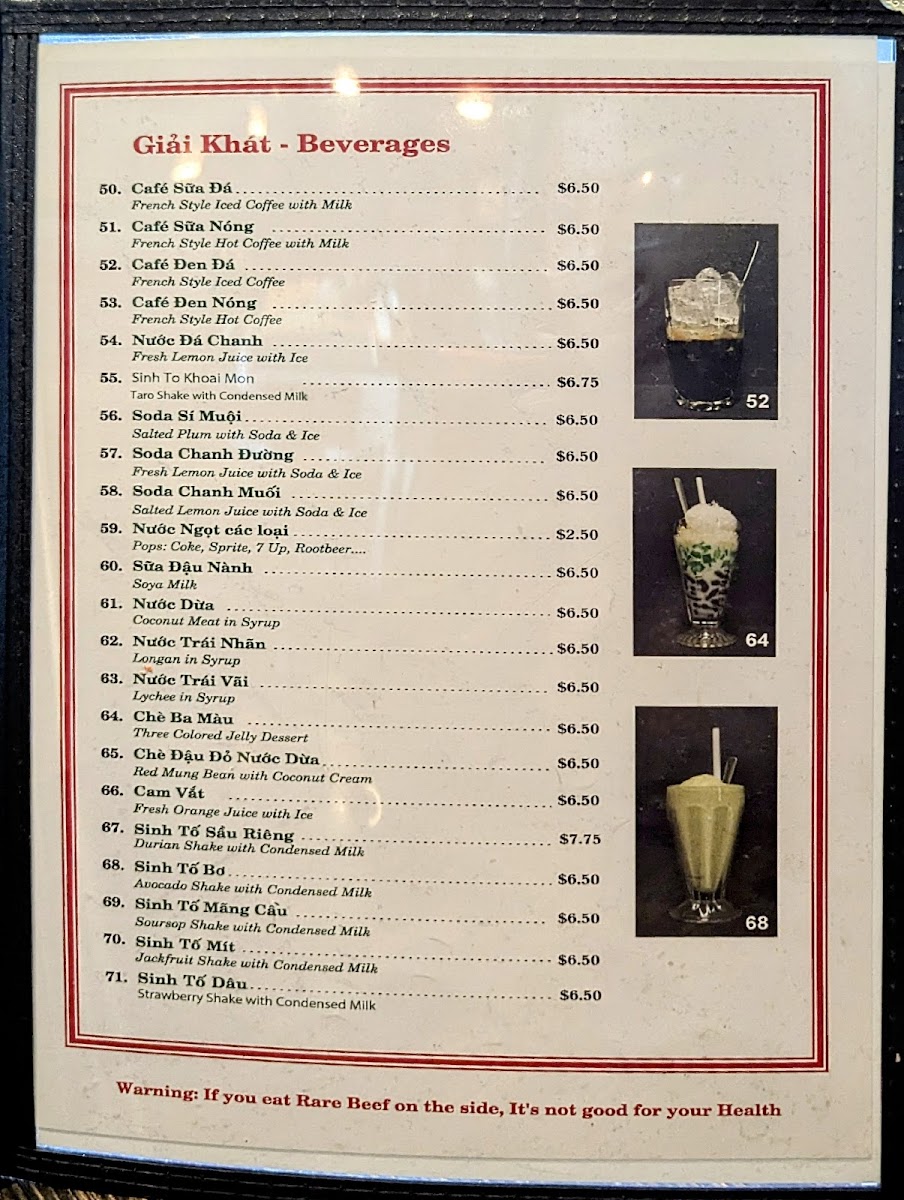 Giải Khát - Beverages
50. Café Sữa Đá........................................ $6.50
French Style Iced Coffee with Milk
51. Café Sữa Nóng ........................................ $6.50
French Style Hot Coffee with Milk
52. Café Đen Đá ........................................ $6.50
French Style Iced Coffee
53. Café Đen Nóng ........................................ $6.50
French Style Hot Coffee
54. Nước Đá Chanh ........................................ $6.50
Fresh Lemon Juice with Ice
55. Sinh To Khoai Mon ........................................ $6.75
Taro Shake with Condensed Milk
56. Soda Sí Muội........................................ $6.50
Salted Plum with Soda & Ice
57. Soda Chanh Đường ........................................ $6.50
Fresh Lemon Juice with Soda & Ice
58. Soda Chanh Muối ........................................ $6.50
Salted Lemon Juice with Soda & Ice
59. Nước Ngọt các loại ........................................ $2.50
Pops: Coke, Sprite, 7 Up, Rootbeer....
60. Sữa Đậu Nành ........................................ $6.50
Soya Milk
61. Nước Dừa ........................................ $6.50
Coconut Meat in Syrup
62. Nước Trái Nhãn ........................................ $6.50
Longan in Syrup
63. Nước Trái Vãi ........................................ $6.50
Lychee in Syrup
64. Chè Ba Màu ........................................ $6.50
Three Colored Jelly Dessert
65. Chè Đậu Đỏ Nước Dừa........................................ $6.50
Red Mung Bean with Coconut Cream
66. Cam Vắt ........................................ $6.50
Fresh Orange Juice with Ice
67. Sinh Tố Sầu Riêng ........................................ $7.75
Durian Shake with Condensed Milk
68. Sinh Tố Bơ........................................ $6.50
Avocado Shake with Condensed Milk
69. Sinh Tố Mãng Cầu ........................................ $6.50
Soursop Shake with Condensed Milk
70. Sinh Tố Mít ........................................ $6.50
Jackfruit Shake with Condensed Milk
71. Sinh Tố Dâu........................................ $6.50
Strawberry Shake with Condensed Milk
52
64
68
Warning: If you eat Rare Beef on the side, It's not good for your Health